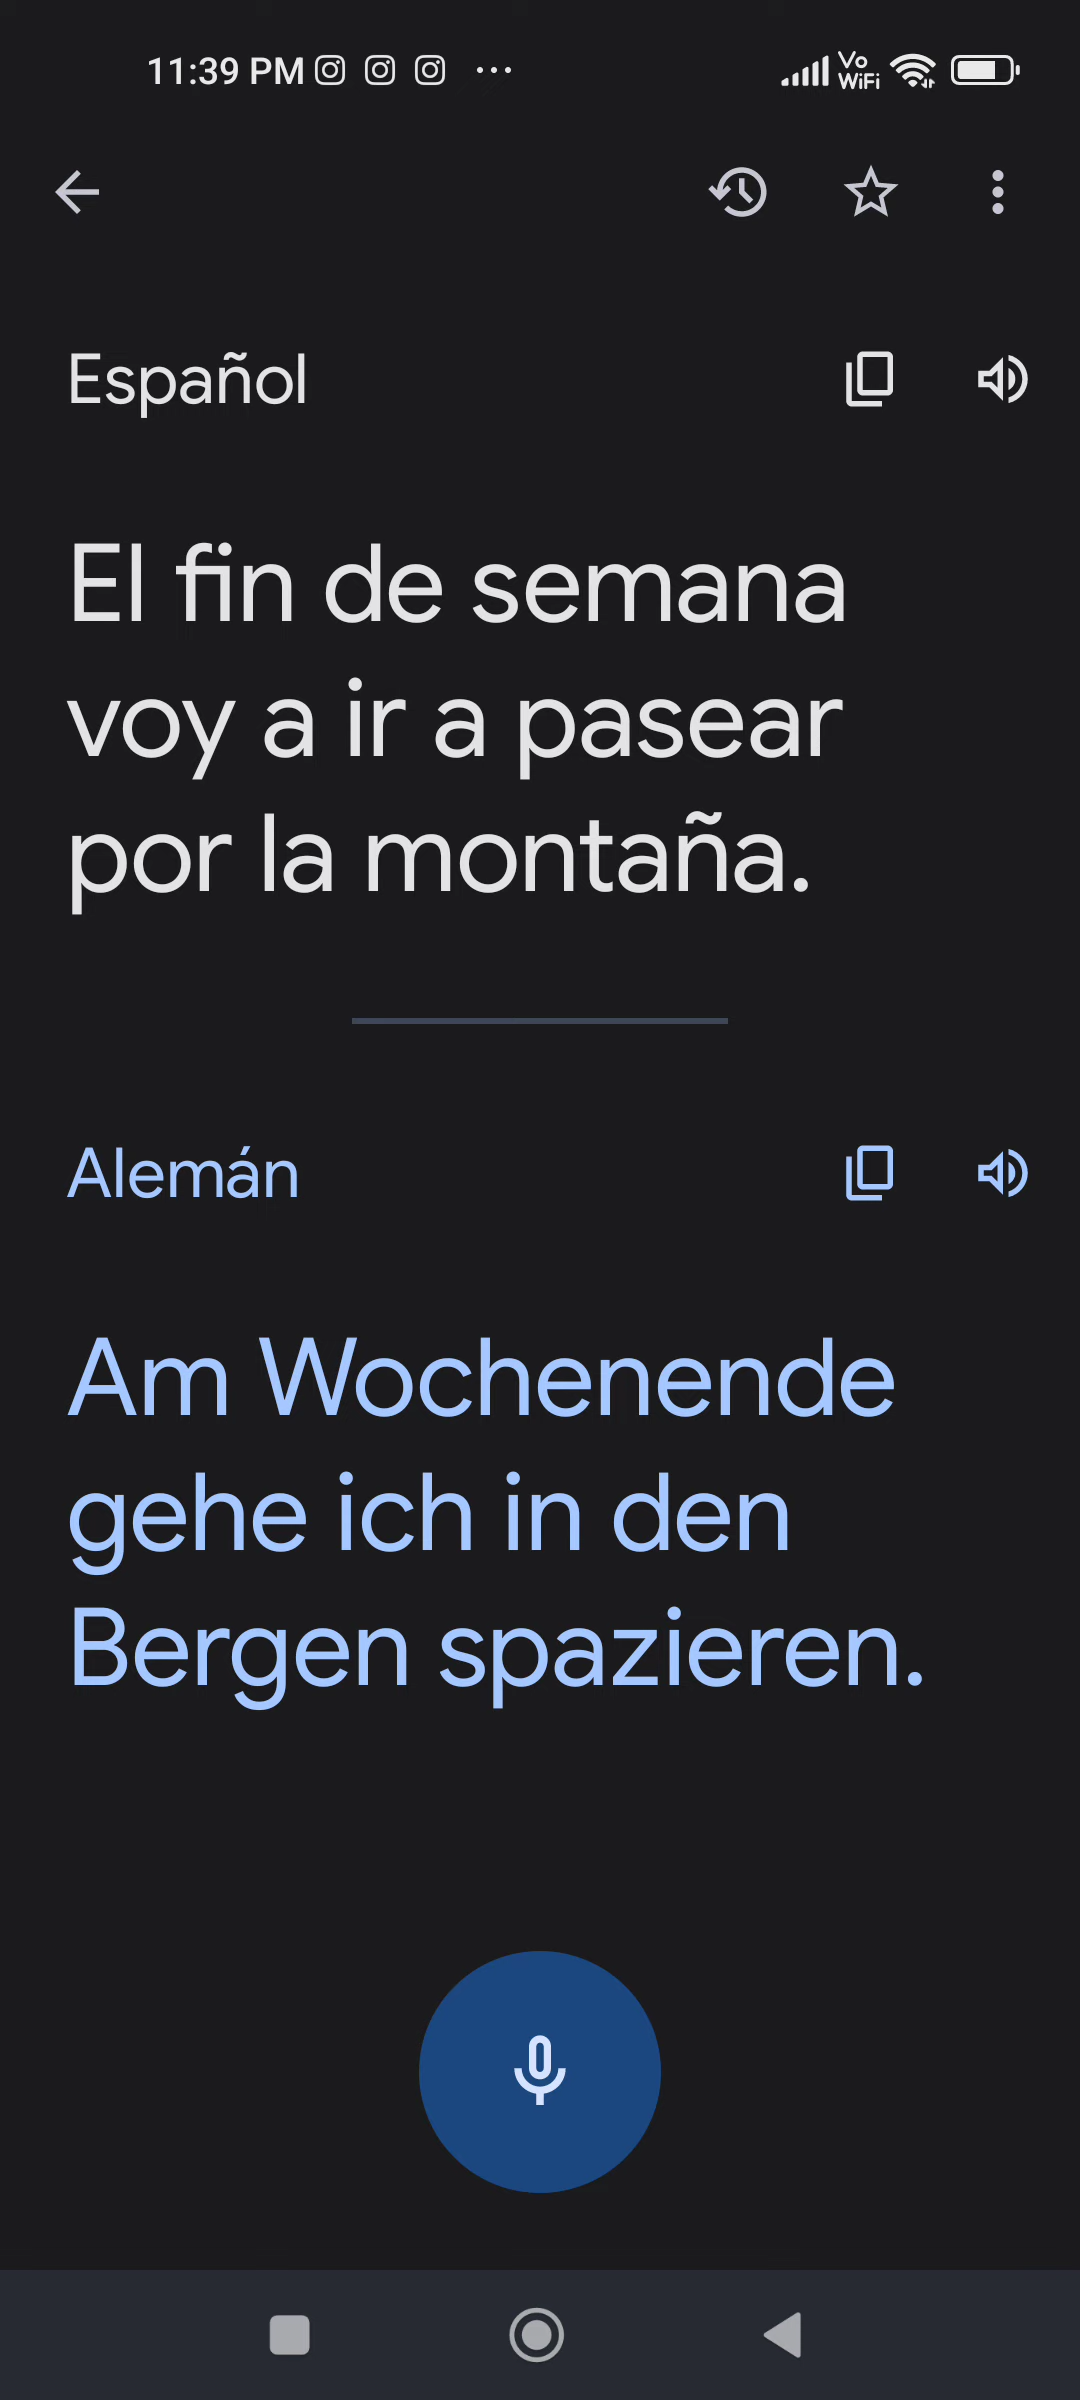 11:39 PM
Vo
WiFi
Español
El fin de semana
voy a ir a pasear
por la montaña.
Alemán
Am Wochenende
gehe ich in den
Bergen spazieren.